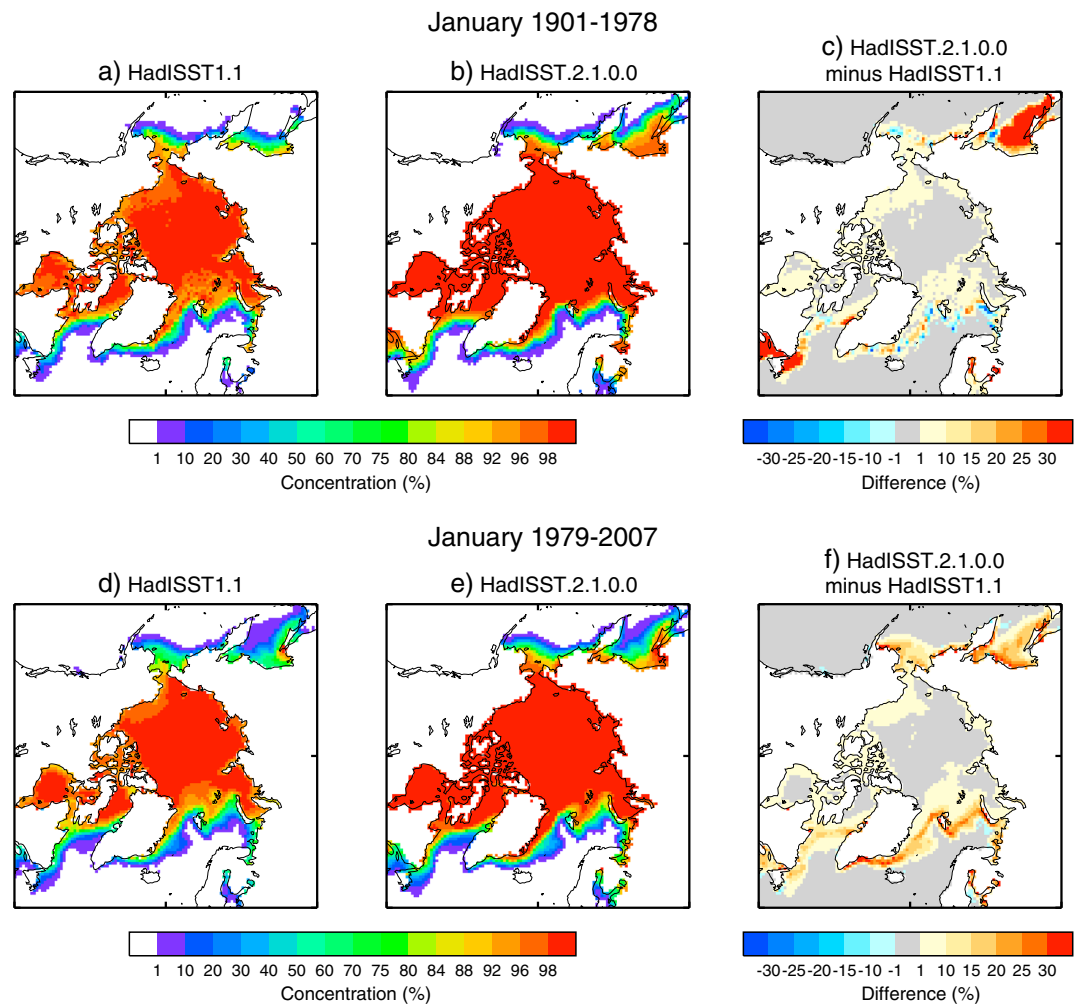 January 1901-1978
a) HadISST1.1
b) HadISST.2.1.0.0
c) HadISST.2.1.0.0
minus HadISST1.1
1 10 20 30 40 50 60 70 75 80 84 88 92 96 98
Concentration (%)
-30 -25 -20 -15 -10 -1 1 10 15 20 25 30
Difference (%)
January 1979-2007
d) HadISST1.1
e) HadISST.2.1.0.0
f) HadISST.2.1.0.0
minus HadISST1.1
1 10 20 30 40 50 60 70 75 80 84 88 92 96 98
Concentration (%)
-30 -25 -20 -15 -10 -1 1 10 15 20 25 30
Difference (%)